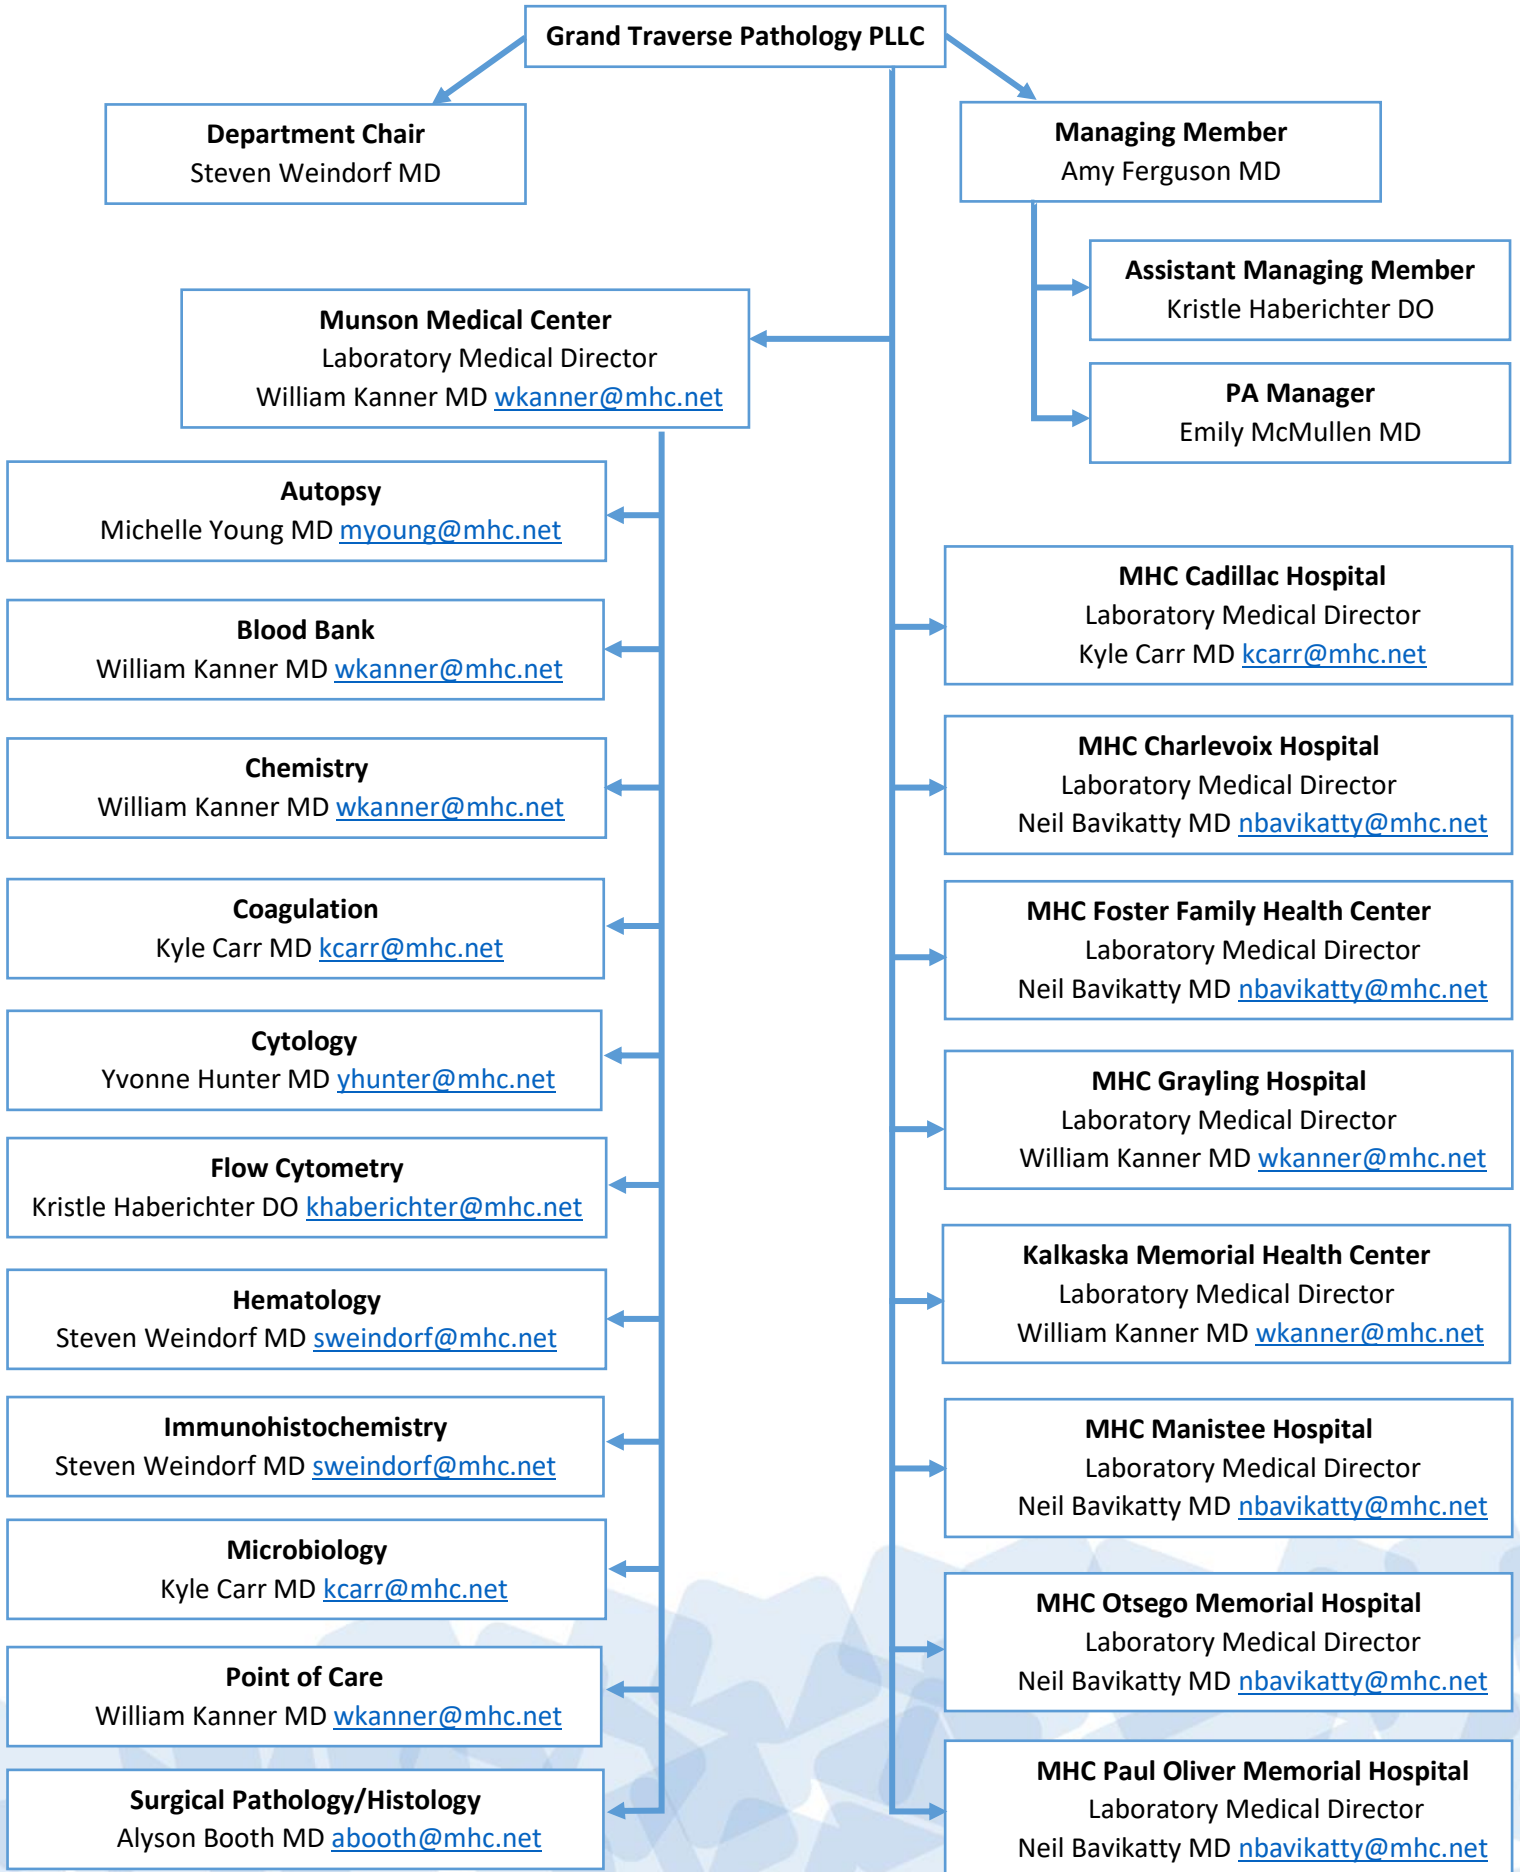 Grand Traverse Pathology PLLC
Department Chair
Steven Weindorf MD
Managing Member
Amy Ferguson MD
Assistant Managing Member
Kristle Haberichter DO
PA Manager
Emily McMullen MD
Munson Medical Center
Laboratory Medical Director
William Kanner MD wkanner@mhc.net
Autopsy
Michelle Young MD myoung@mhc.net
Blood Bank
William Kanner MD wkanner@mhc.net
Chemistry
William Kanner MD wkanner@mhc.net
Coagulation
Kyle Carr MD kcarr@mhc.net
Cytology
Yvonne Hunter MD yhunter@mhc.net
Flow Cytometry
Kristle Haberichter DO khaberichter@mhc.net
Hematology
Steven Weindorf MD sweindorf@mhc.net
Immunohistochemistry
Steven Weindorf MD sweindorf@mhc.net
Microbiology
Kyle Carr MD kcarr@mhc.net
Point of Care
William Kanner MD wkanner@mhc.net
Surgical Pathology/Histology
Alyson Booth MD abooth@mhc.net
MHC Cadillac Hospital
Laboratory Medical Director
Kyle Carr MD kcarr@mhc.net
MHC Charlevoix Hospital
Laboratory Medical Director
Neil Bavikatty MD nbavikatty@mhc.net
MHC Foster Family Health Center
Laboratory Medical Director
Neil Bavikatty MD nbavikatty@mhc.net
MHC Grayling Hospital
Laboratory Medical Director
William Kanner MD wkanner@mhc.net
Kalkaska Memorial Health Center
Laboratory Medical Director
William Kanner MD wkanner@mhc.net
MHC Manistee Hospital
Laboratory Medical Director
Neil Bavikatty MD nbavikatty@mhc.net
MHC Otsego Memorial Hospital
Laboratory Medical Director
Neil Bavikatty MD nbavikatty@mhc.net
MHC Paul Oliver Memorial Hospital
Laboratory Medical Director
Neil Bavikatty MD nbavikatty@mhc.net